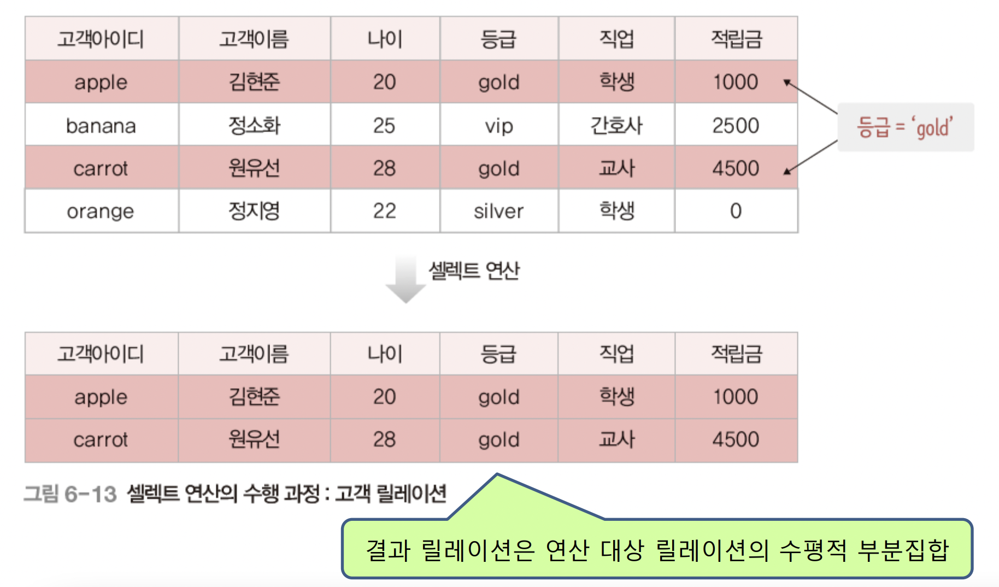 고객아이디 고객이름 나이 등급 직업 적립금
apple 김현준 20 gold 학생 1000
banana 정소화 25 vip 간호사 2500
등급 = ‘gold’
carrot 원유선 28 gold 교사 4500
orange 정지영 22 silver 학생 0
셀렉트 연산
고객아이디 고객이름 나이 등급 직업 적립금
apple 김현준 20 gold 학생 1000
carrot 원유선 28 gold 교사 4500
그림 6-13 셀렉트 연산의 수행 과정 : 고객 릴레이션
결과 릴레이션은 연산 대상 릴레이션의 수평적 부분집합